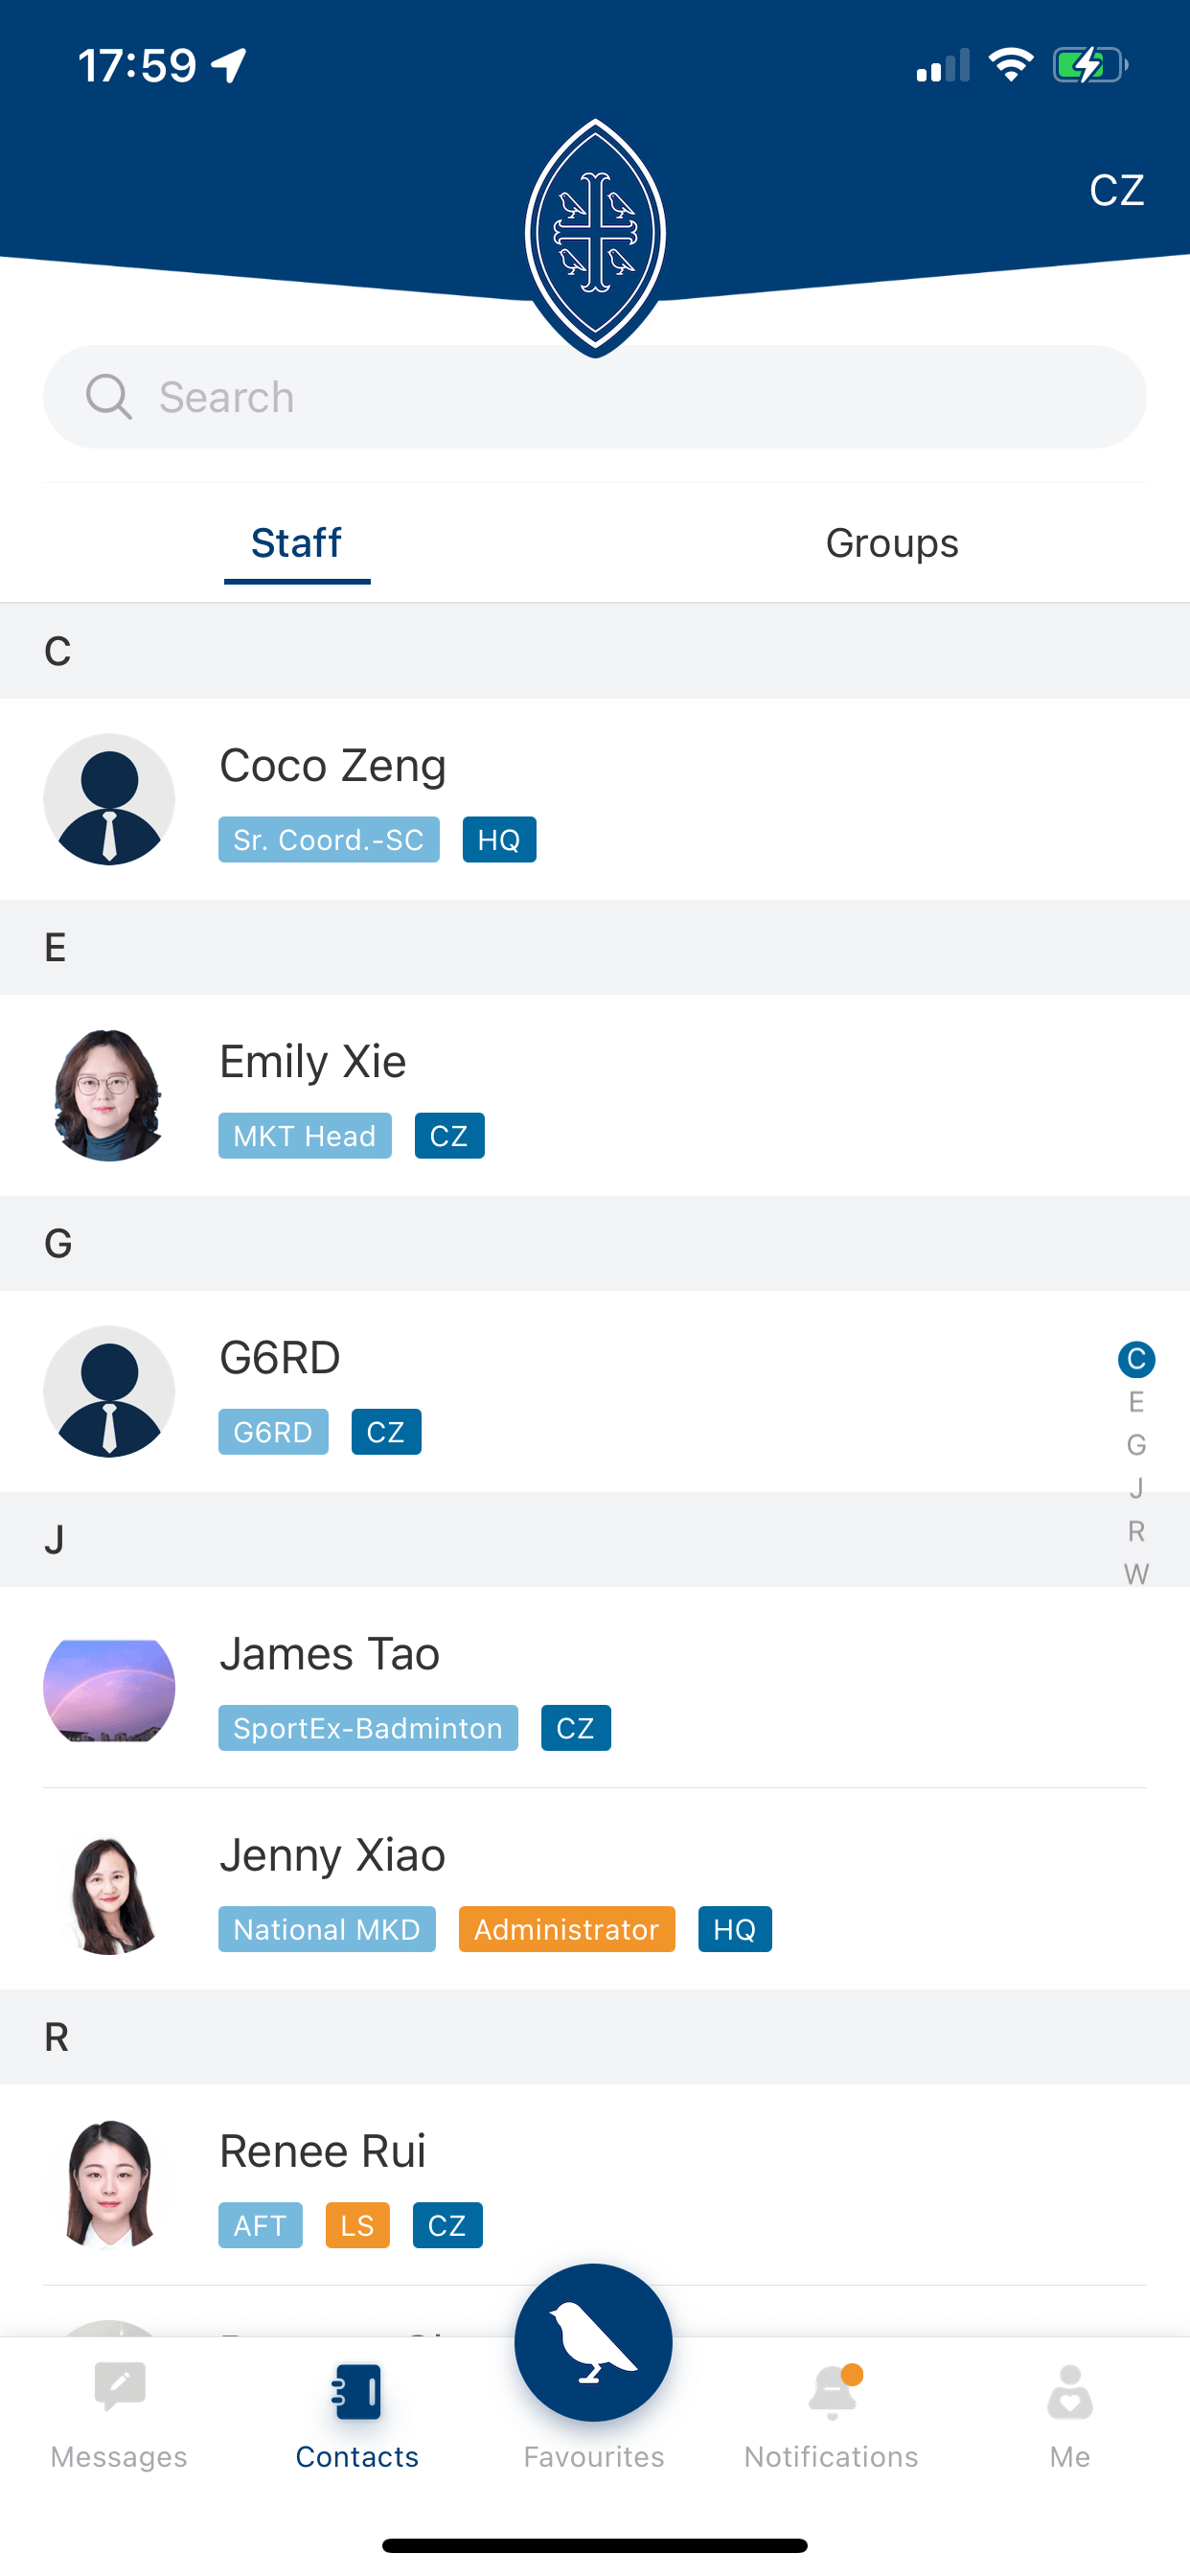 17:59
CZ
Search
Staff
Groups
C
Coco Zeng
Sr. Coord.-SC HQ
E
Emily Xie
MKT Head CZ
G
G6RD
G6RD CZ
C
E
G
J
R
W
J
James Tao
SportEx-Badminton CZ
Jenny Xiao
National MKD Administrator HQ
R
Renee Rui
AFT LS CZ
Messages
Contacts
Favourites
Notifications
Me